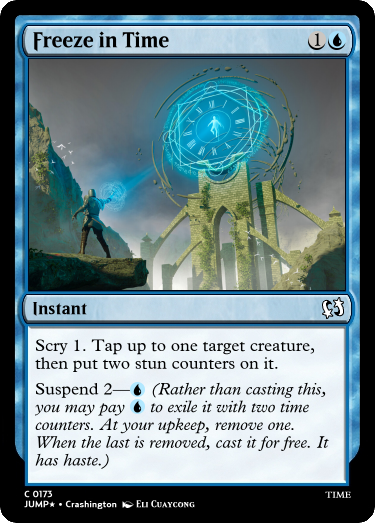 Freeze in Time 1
Instant
Scry 1. Tap up to one target creature,
then put two stun counters on it.
Suspend 2— (Rather than casting this,
you may pay to exile it with two time
counters. At your upkeep, remove one.
When the last is removed, cast it for free. It
has haste.)
C 0173 TIME
JUMP★ • Crashington Eli Cuaycong